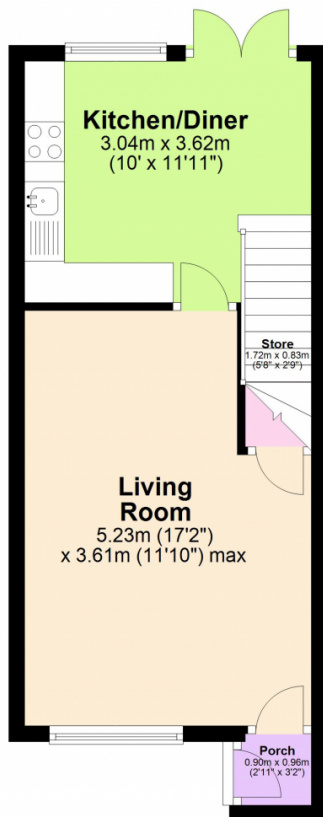 Kitchen/Diner
3.04m x 3.62m
(10' x 11'11")
Store
1.72m x 0.83m
(5'8" x 2'9")
Living
Room
5.23m (17'2")
x 3.61m (11'10") max
Porch
0.90m x 0.96m
(2'11" x 3'2")